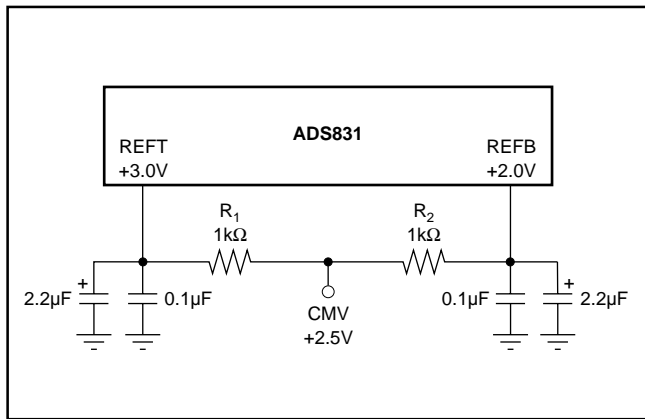 ADS831
REFT
+3.0V
REFB
+2.0V
R1
1kΩ
R2
1kΩ
+
2.2µF
0.1µF
CMV
+2.5V
0.1µF
+
2.2µF